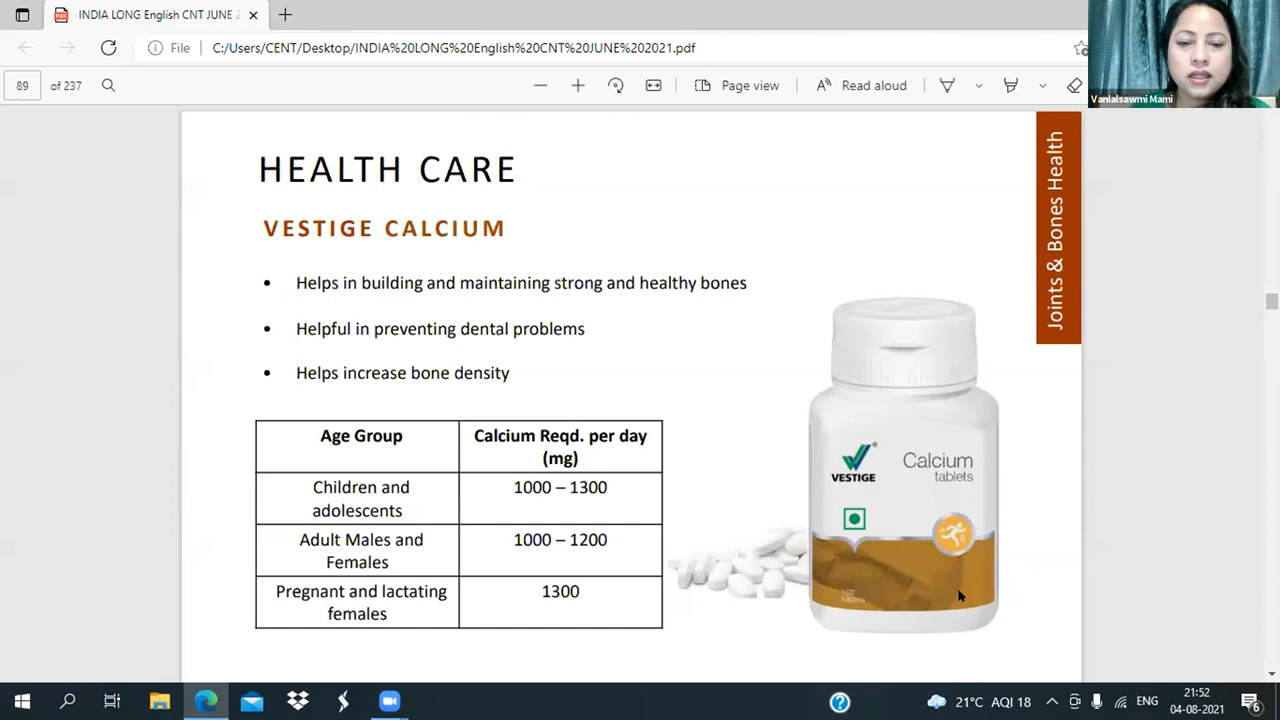 INDIA LONG English CNT JUNE 2
File
C:/Users/CENT/Desktop/INDIA%20LONG%20English%20CNT%20JUNE%202021.pdf
Vanlalsawmi Mami
89 of 237
Page view
Read aloud
HEALTH CARE
Joints & Bones Health
VESTIGE CALCIUM
• Helps in building and maintaining strong and healthy bones
• Helpful in preventing dental problems
• Helps increase bone density
Age Group
Calcium Reqd. per day
(mg)
Children and
adolescents
1000 – 1300
Adult Males and
Females
1000 – 1200
Pregnant and lactating
females
1300
VESTIGE
Calcium
tablets
100
tablets
21°C AQI 18
ENG
21:52
04-08-2021
6